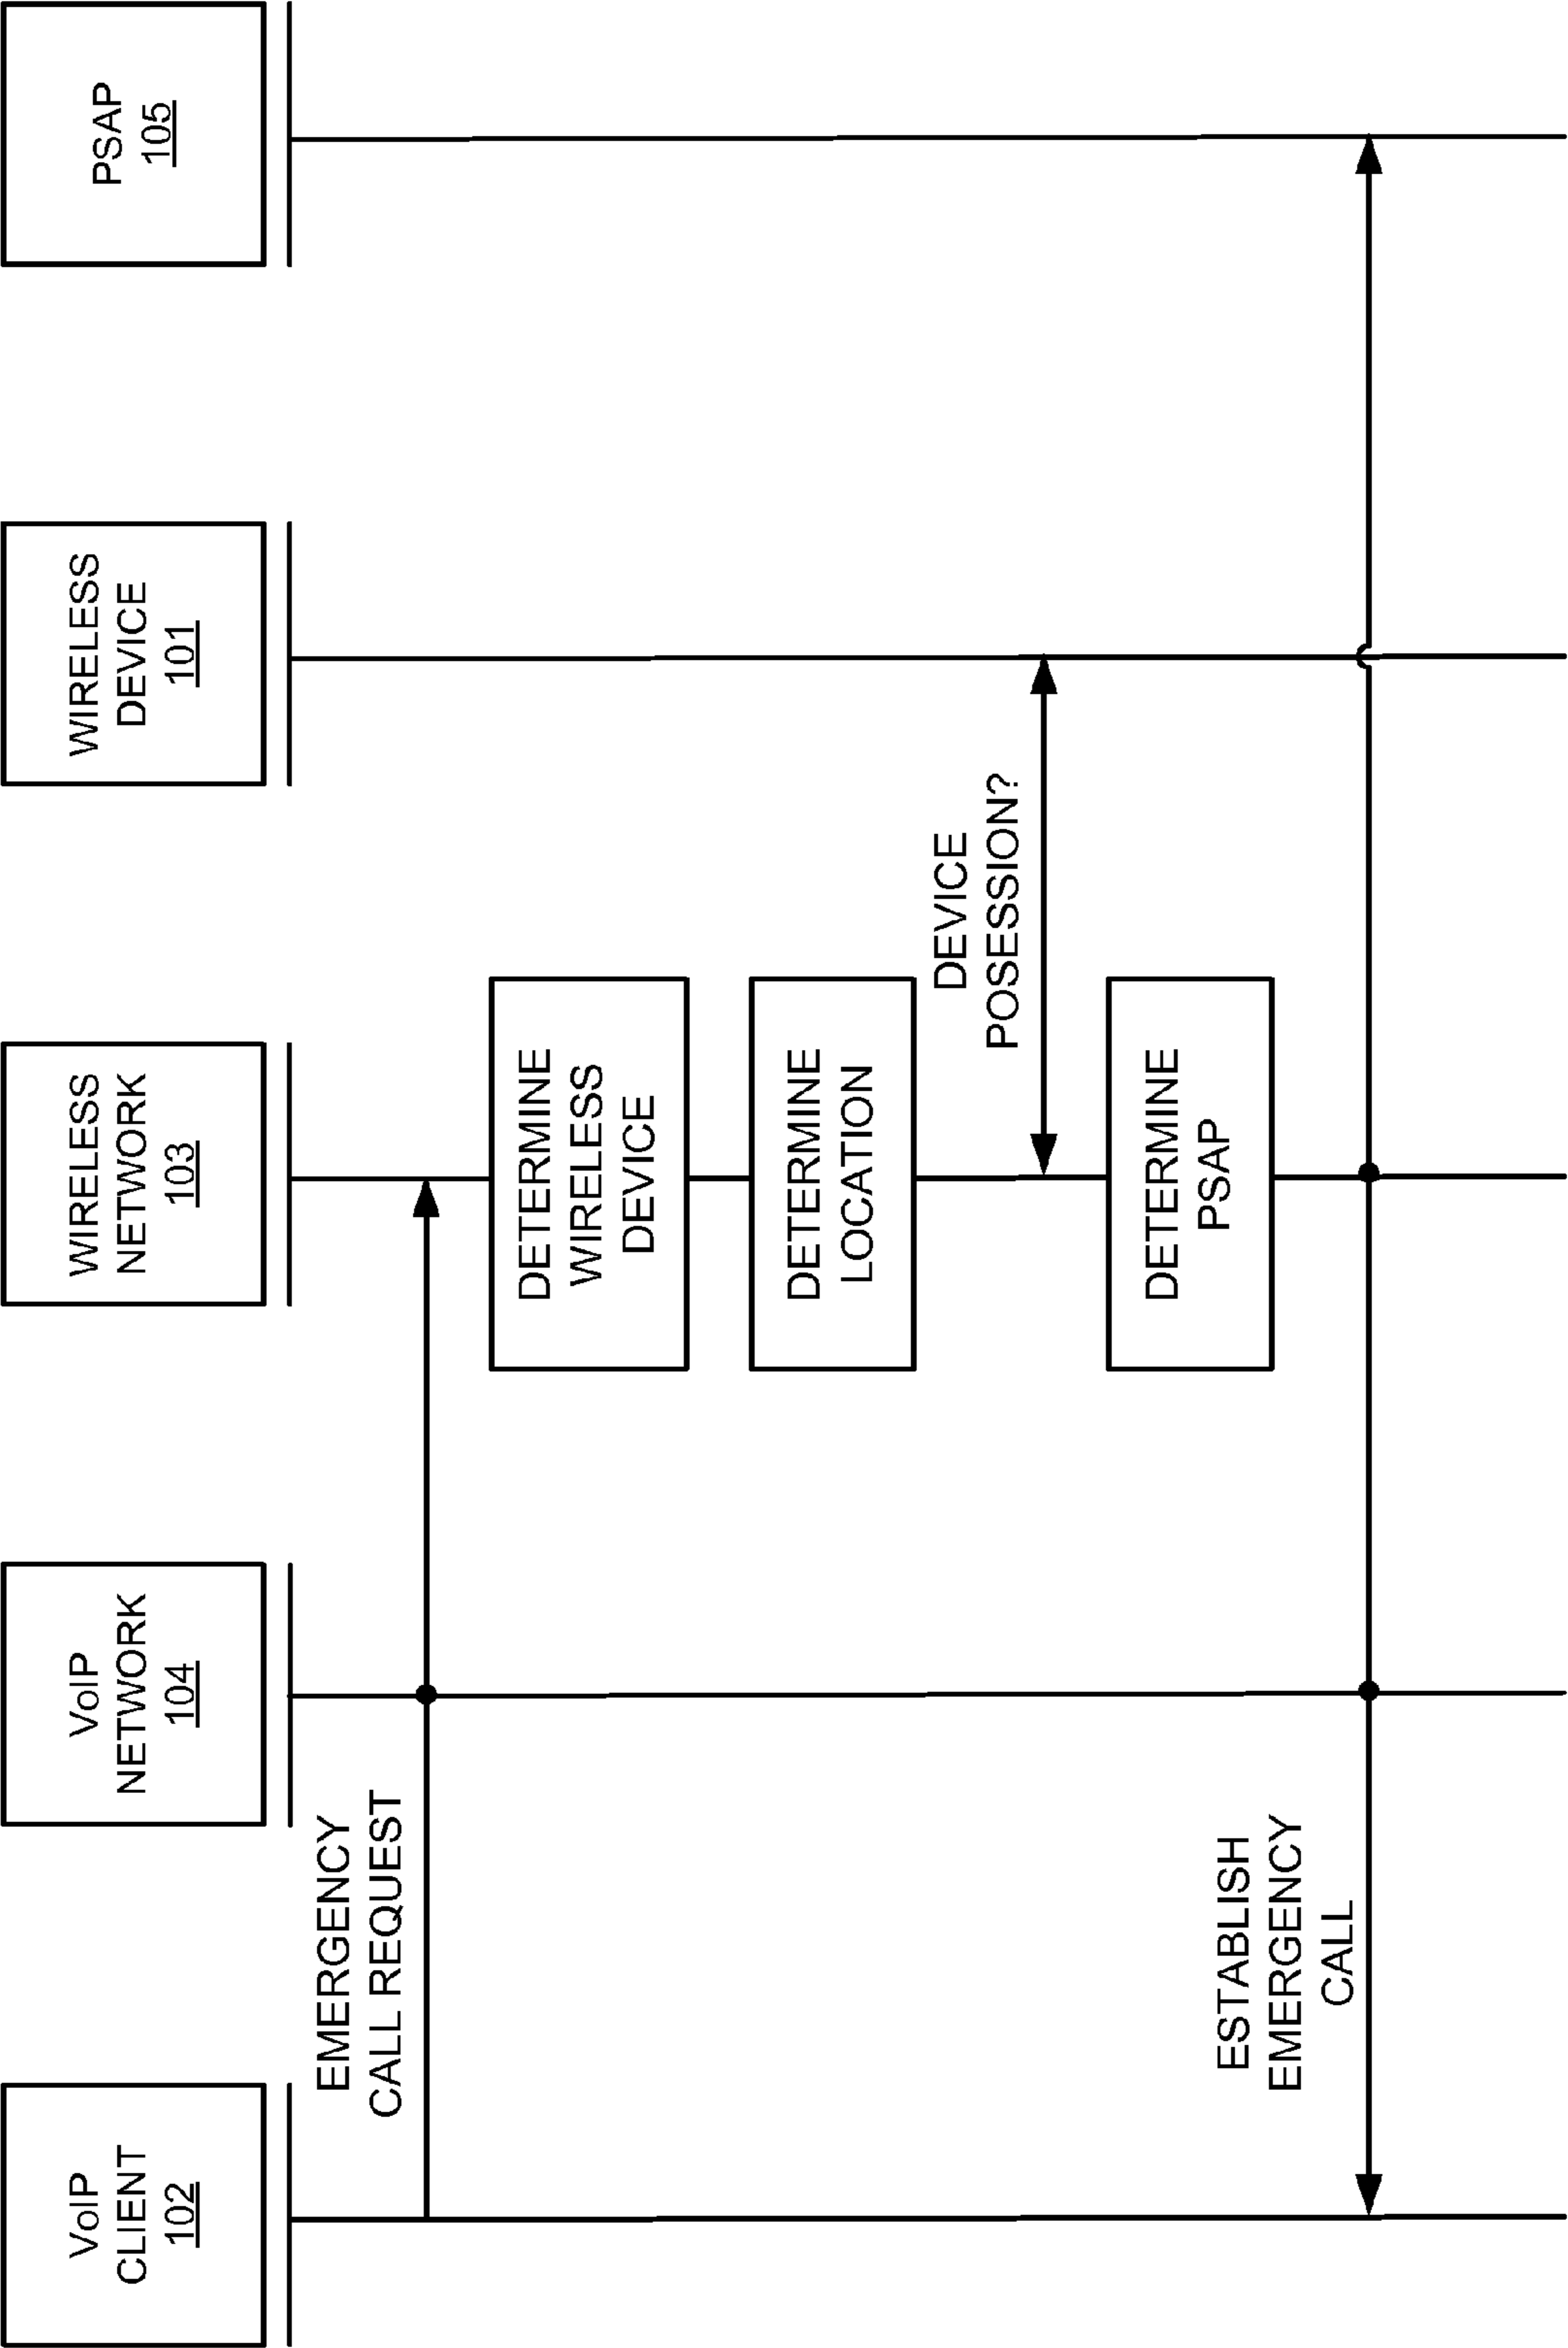 VoIP
CLIENT
102
VoIP
NETWORK
104
WIRELESS
NETWORK
103
WIRELESS
DEVICE
101
PSAP
105
EMERGENCY
CALL REQUEST
DETERMINE
WIRELESS
DEVICE
DETERMINE
LOCATION
DEVICE
POSESSION?
DETERMINE
PSAP
ESTABLISH
EMERGENCY
CALL